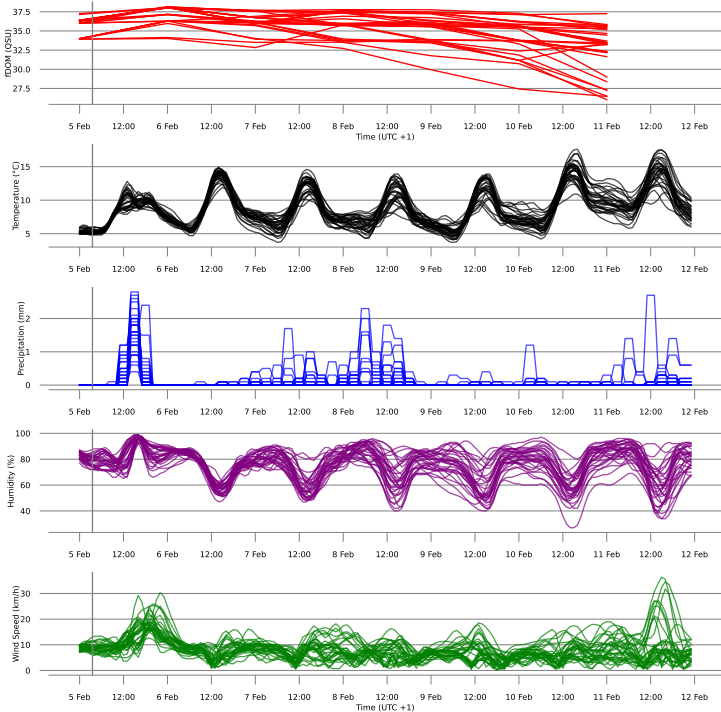 fDOM (QSU)
37.5
35.0
32.5
30.0
27.5
5 Feb 12:00 6 Feb 12:00 7 Feb 12:00 8 Feb 12:00 9 Feb 12:00 10 Feb 12:00 11 Feb 12:00 12 Feb
Time (UTC +1)
Temperature (°C)
15
10
5
5 Feb 12:00 6 Feb 12:00 7 Feb 12:00 8 Feb 12:00 9 Feb 12:00 10 Feb 12:00 11 Feb 12:00 12 Feb
Precipitation (mm)
2
1
0
5 Feb 12:00 6 Feb 12:00 7 Feb 12:00 8 Feb 12:00 9 Feb 12:00 10 Feb 12:00 11 Feb 12:00 12 Feb
Humidity (%)
100
80
60
40
5 Feb 12:00 6 Feb 12:00 7 Feb 12:00 8 Feb 12:00 9 Feb 12:00 10 Feb 12:00 11 Feb 12:00 12 Feb
Wind Speed (km/h)
30
20
10
0
5 Feb 12:00 6 Feb 12:00 7 Feb 12:00 8 Feb 12:00 9 Feb 12:00 10 Feb 12:00 11 Feb 12:00 12 Feb
Time (UTC +1)